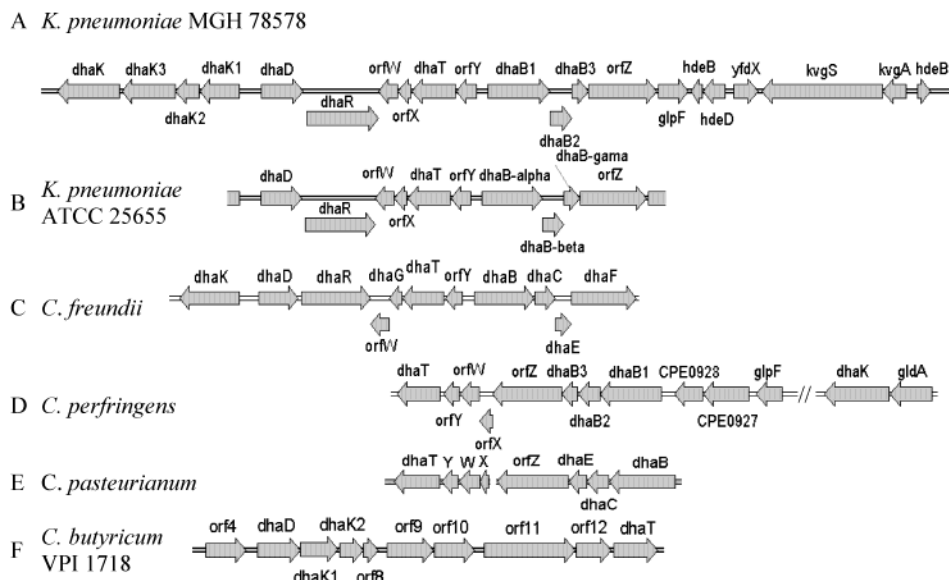 A K. pneumoniae MGH 78578
dhaK dhaK3 dhaK1 dhaD orfW dhaT orfY dhaB1 dhaB3 orfZ hdeB yfdX kvgS kvgA hdeB
dhaK2 dhaR orfX dhaB2 glpF hdeD
B K. pneumoniae ATCC 25655
dhaD orfW dhaT orfY dhaB-alpha dhaB-gama orfZ
dhaR orfX dhaB-beta
C C. freundii
dhaK dhaD dhaR dhaG dhaT orfY dhaB dhaC dhaF
orfW dhaE
D C. perfringens
dhaT orfW orfZ dhaB3 dhaB1 CPE0928 glpF // dhaK gldA
orfY orfX dhaB2 CPE0927
E C. pasteurianum
dhaT Y W X orfZ dhaE dhaB
dhaC
F C. butyricum VPI 1718
orf4 dhaD dhaK2 orf9 orf10 orf11 orf12 dhaT
dhaK1 orf8